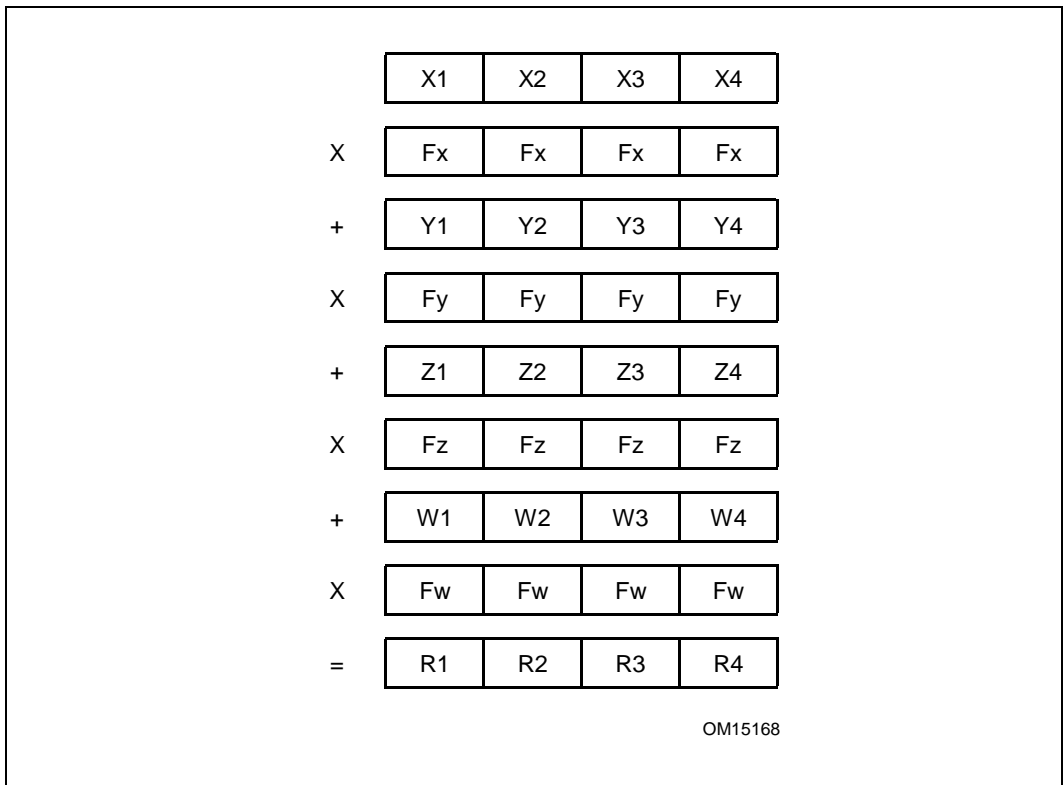 X1 X2 X3 X4
X Fx Fx Fx Fx
+ Y1 Y2 Y3 Y4
X Fy Fy Fy Fy
+ Z1 Z2 Z3 Z4
X Fz Fz Fz Fz
+ W1 W2 W3 W4
X Fw Fw Fw Fw
= R1 R2 R3 R4
OM15168